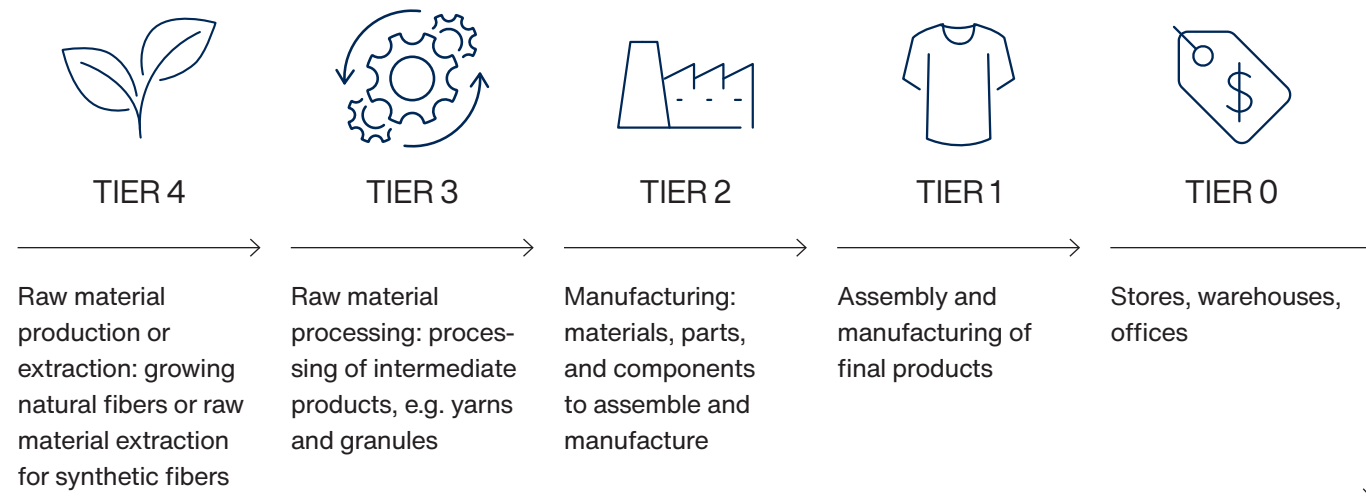 TIER 4
Raw material
production or
extraction: growing
natural fibers or raw
material extraction
for synthetic fibers
TIER 3
Raw material
processing: proces-
sing of intermediate
products, e.g. yarns
and granules
TIER 2
Manufacturing:
materials, parts,
and components
to assemble and
manufacture
TIER 1
Assembly and
manufacturing of
final products
$
TIER 0
Stores, warehouses,
offices